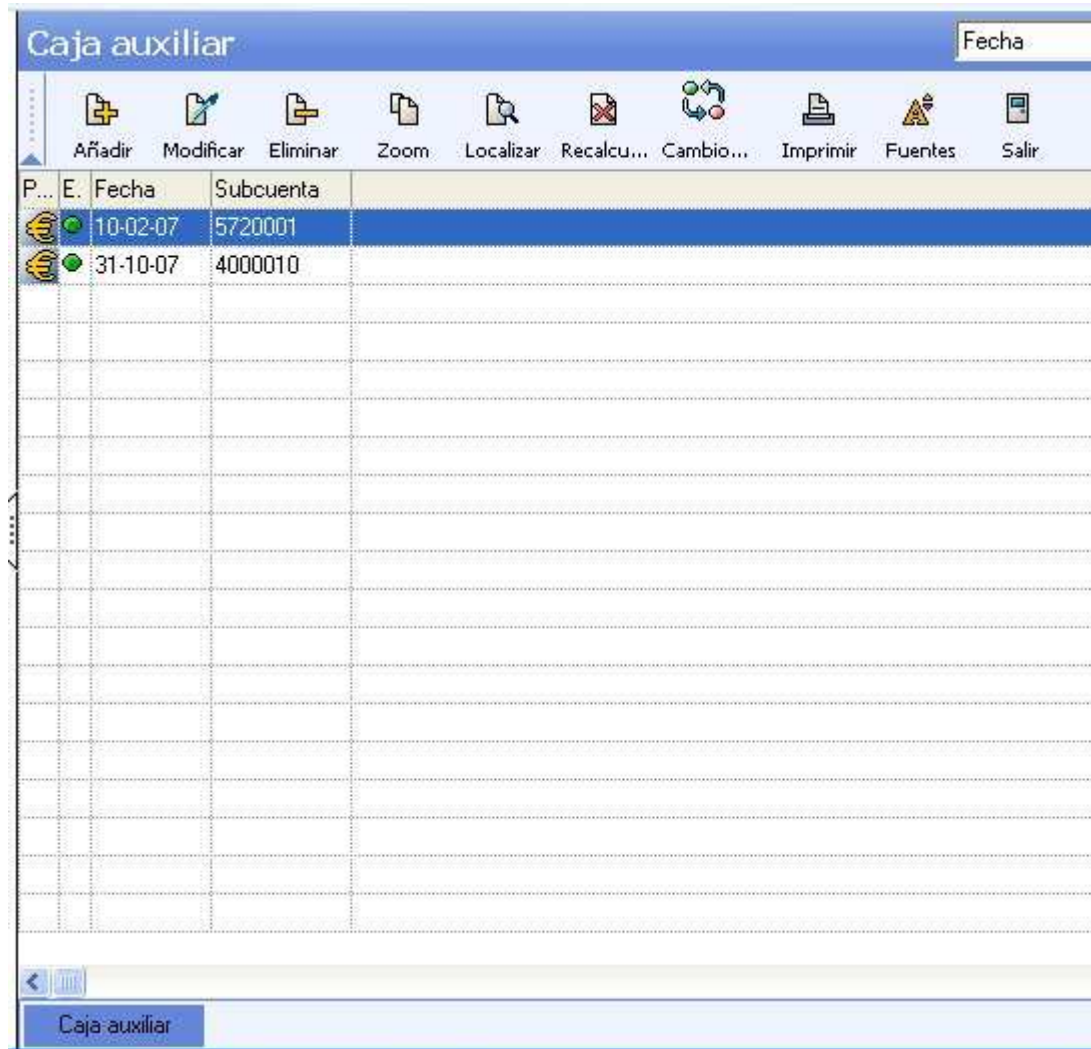 Caja auxiliar Fecha
Añadir Modificar Eliminar Zoom Localizar Recalcu... Cambio... Imprimir Fuentes Salir
P... E. Fecha Subcuenta
10-02-07 5720001
31-10-07 4000010
Caja auxiliar